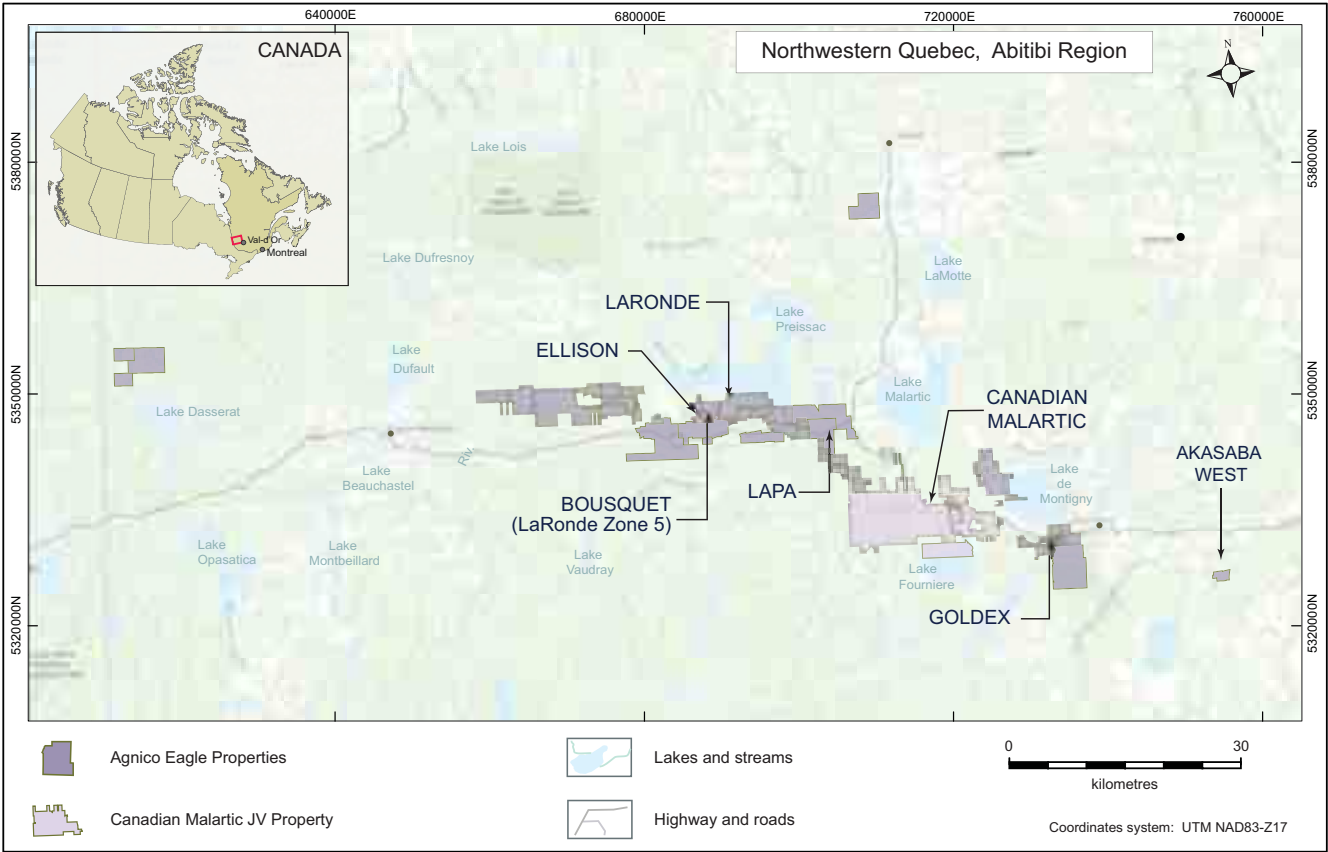 640000E
680000E
720000E
760000E
CANADA
Northwestern Quebec, Abitibi Region
N
5380000N
5380000N
Lake Lois
Val-d'Or
Montreal
Lake Dufresnoy
Lake
LaMotte
LARONDE
Lake
Preissac
ELLISON
Lake
Dufault
5350000N
5350000N
Lake
Malartic
CANADIAN
MALARTIC
Lake Dasserat
AKASABA
WEST
Riv.
Lake
Beauchastel
Lake
de
Montigny
LAPA
BOUSQUET
(LaRonde Zone 5)
Lake
Opasatica
Lake
Montbeillard
Lake
Vaudray
Lake
Fourniere
GOLDEX
5320000N
5320000N
Agnico Eagle Properties
Lakes and streams
0
30
kilometres
Canadian Malartic JV Property
Highway and roads
Coordinates system: UTM NAD83-Z17